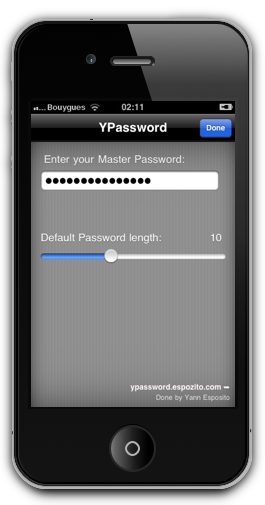 Bouygues 02:11
YPassword Done
Enter your Master Password:
●●●●●●●●●●●●●●●
Default Password length: 10
ypassword.espozito.com ➥
Done by Yann Esposito